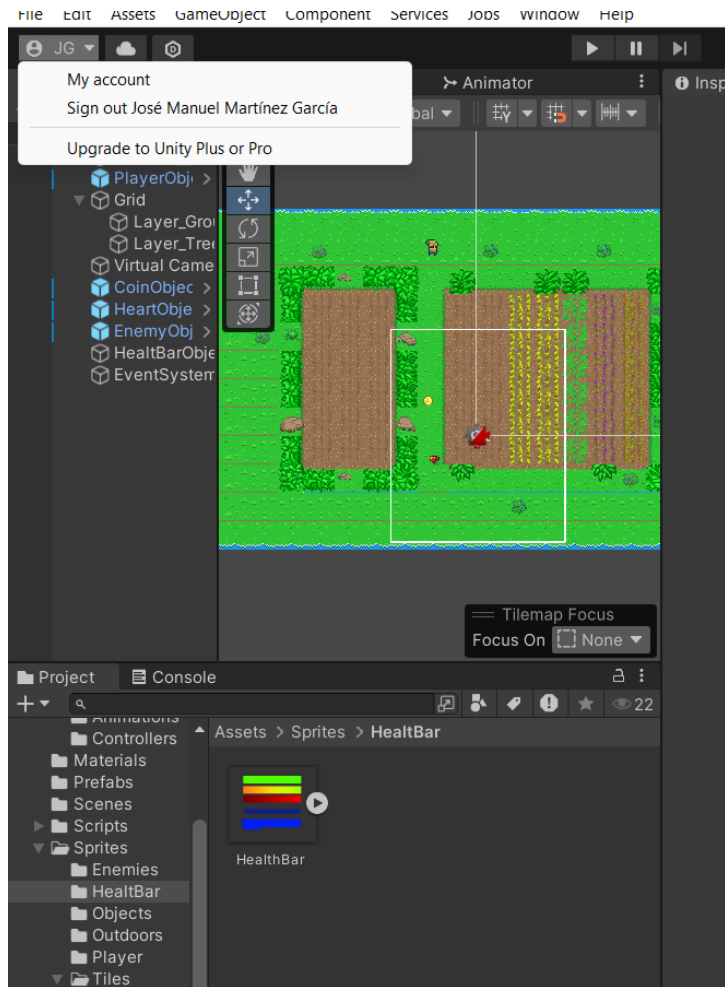 File Edit Assets GameObject Component Services Jobs Window Help
JG
My account
Sign out José Manuel Martínez García
Upgrade to Unity Plus or Pro
Animator
Insp
bal
PlayerObj
Grid
Layer_Grou
Layer_Tree
Virtual Came
CoinObjec
HeartObje
EnemyObj
HealtBarObje
EventSystem
Tilemap Focus
Focus On None
Project Console
22
Animations
Controllers
Materials
Prefabs
Scenes
Scripts
Sprites
Enemies
HealtBar
Objects
Outdoors
Player
Tiles
Assets > Sprites > HealtBar
HealthBar